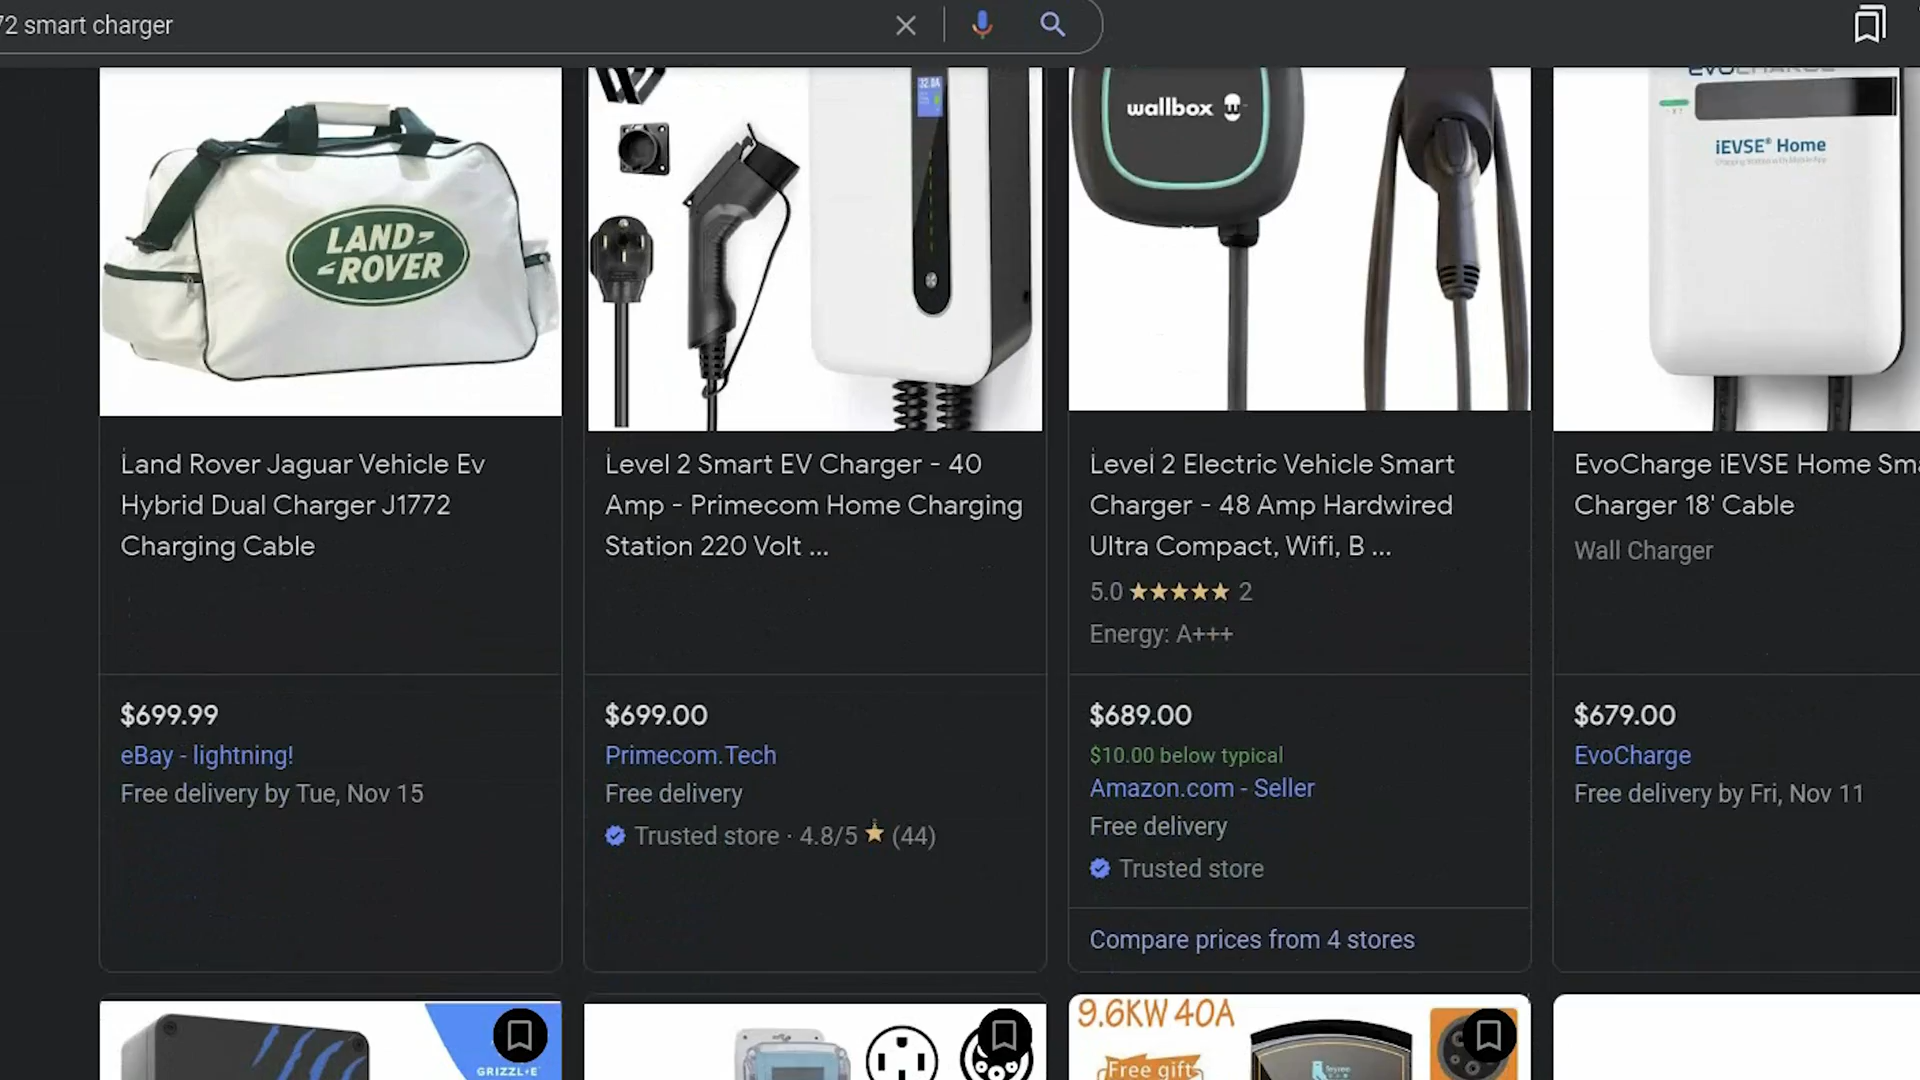 72 smart charger
LAND-
-ROVER
32.0A
wallbox
iEVSE® Home
Land Rover Jaguar Vehicle Ev
Hybrid Dual Charger J1772
Charging Cable
$699.99
eBay - lightning!
Free delivery by Tue, Nov 15
Level 2 Smart EV Charger - 40
Amp - Primecom Home Charging
Station 220 Volt ...
$699.00
Primecom.Tech
Free delivery
Trusted store · 4.8/5 ★ (44)
Level 2 Electric Vehicle Smart
Charger - 48 Amp Hardwired
Ultra Compact, Wifi, B ...
5.0 ★★★★★ 2
Energy: A+++
$689.00
$10.00 below typical
Amazon.com - Seller
Free delivery
Trusted store
Compare prices from 4 stores
EvoCharge iEVSE Home Sma
Charger 18' Cable
Wall Charger
$679.00
EvoCharge
Free delivery by Fri, Nov 11
GRIZZL-E
9.6KW 40A
Free gift